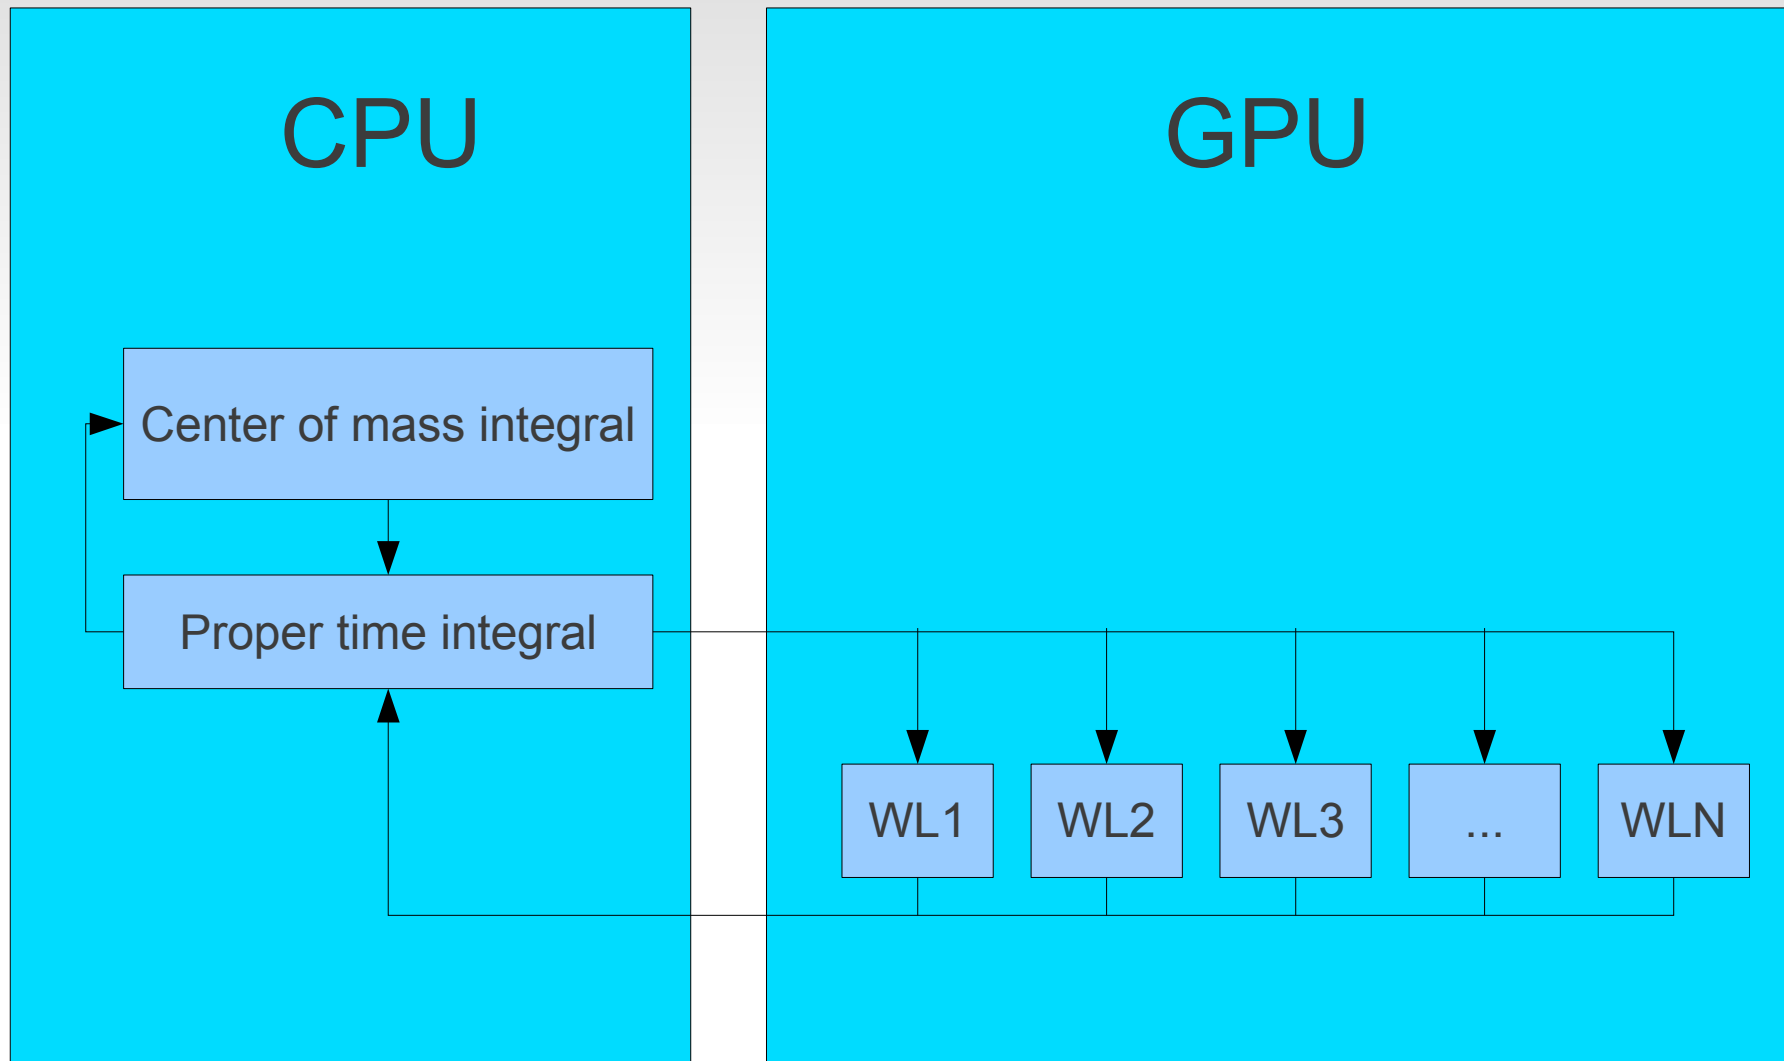 CPU
GPU
Center of mass integral
Proper time integral
WL1
WL2
WL3
...
WLN